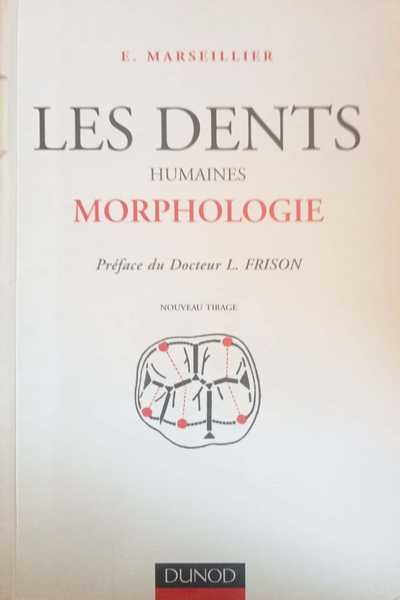 E. MARSEILLIER
LES DENTS
HUMAINES
MORPHOLOGIE
Préface du Docteur L. FRISON
NOUVEAU TIRAGE
DUNOD